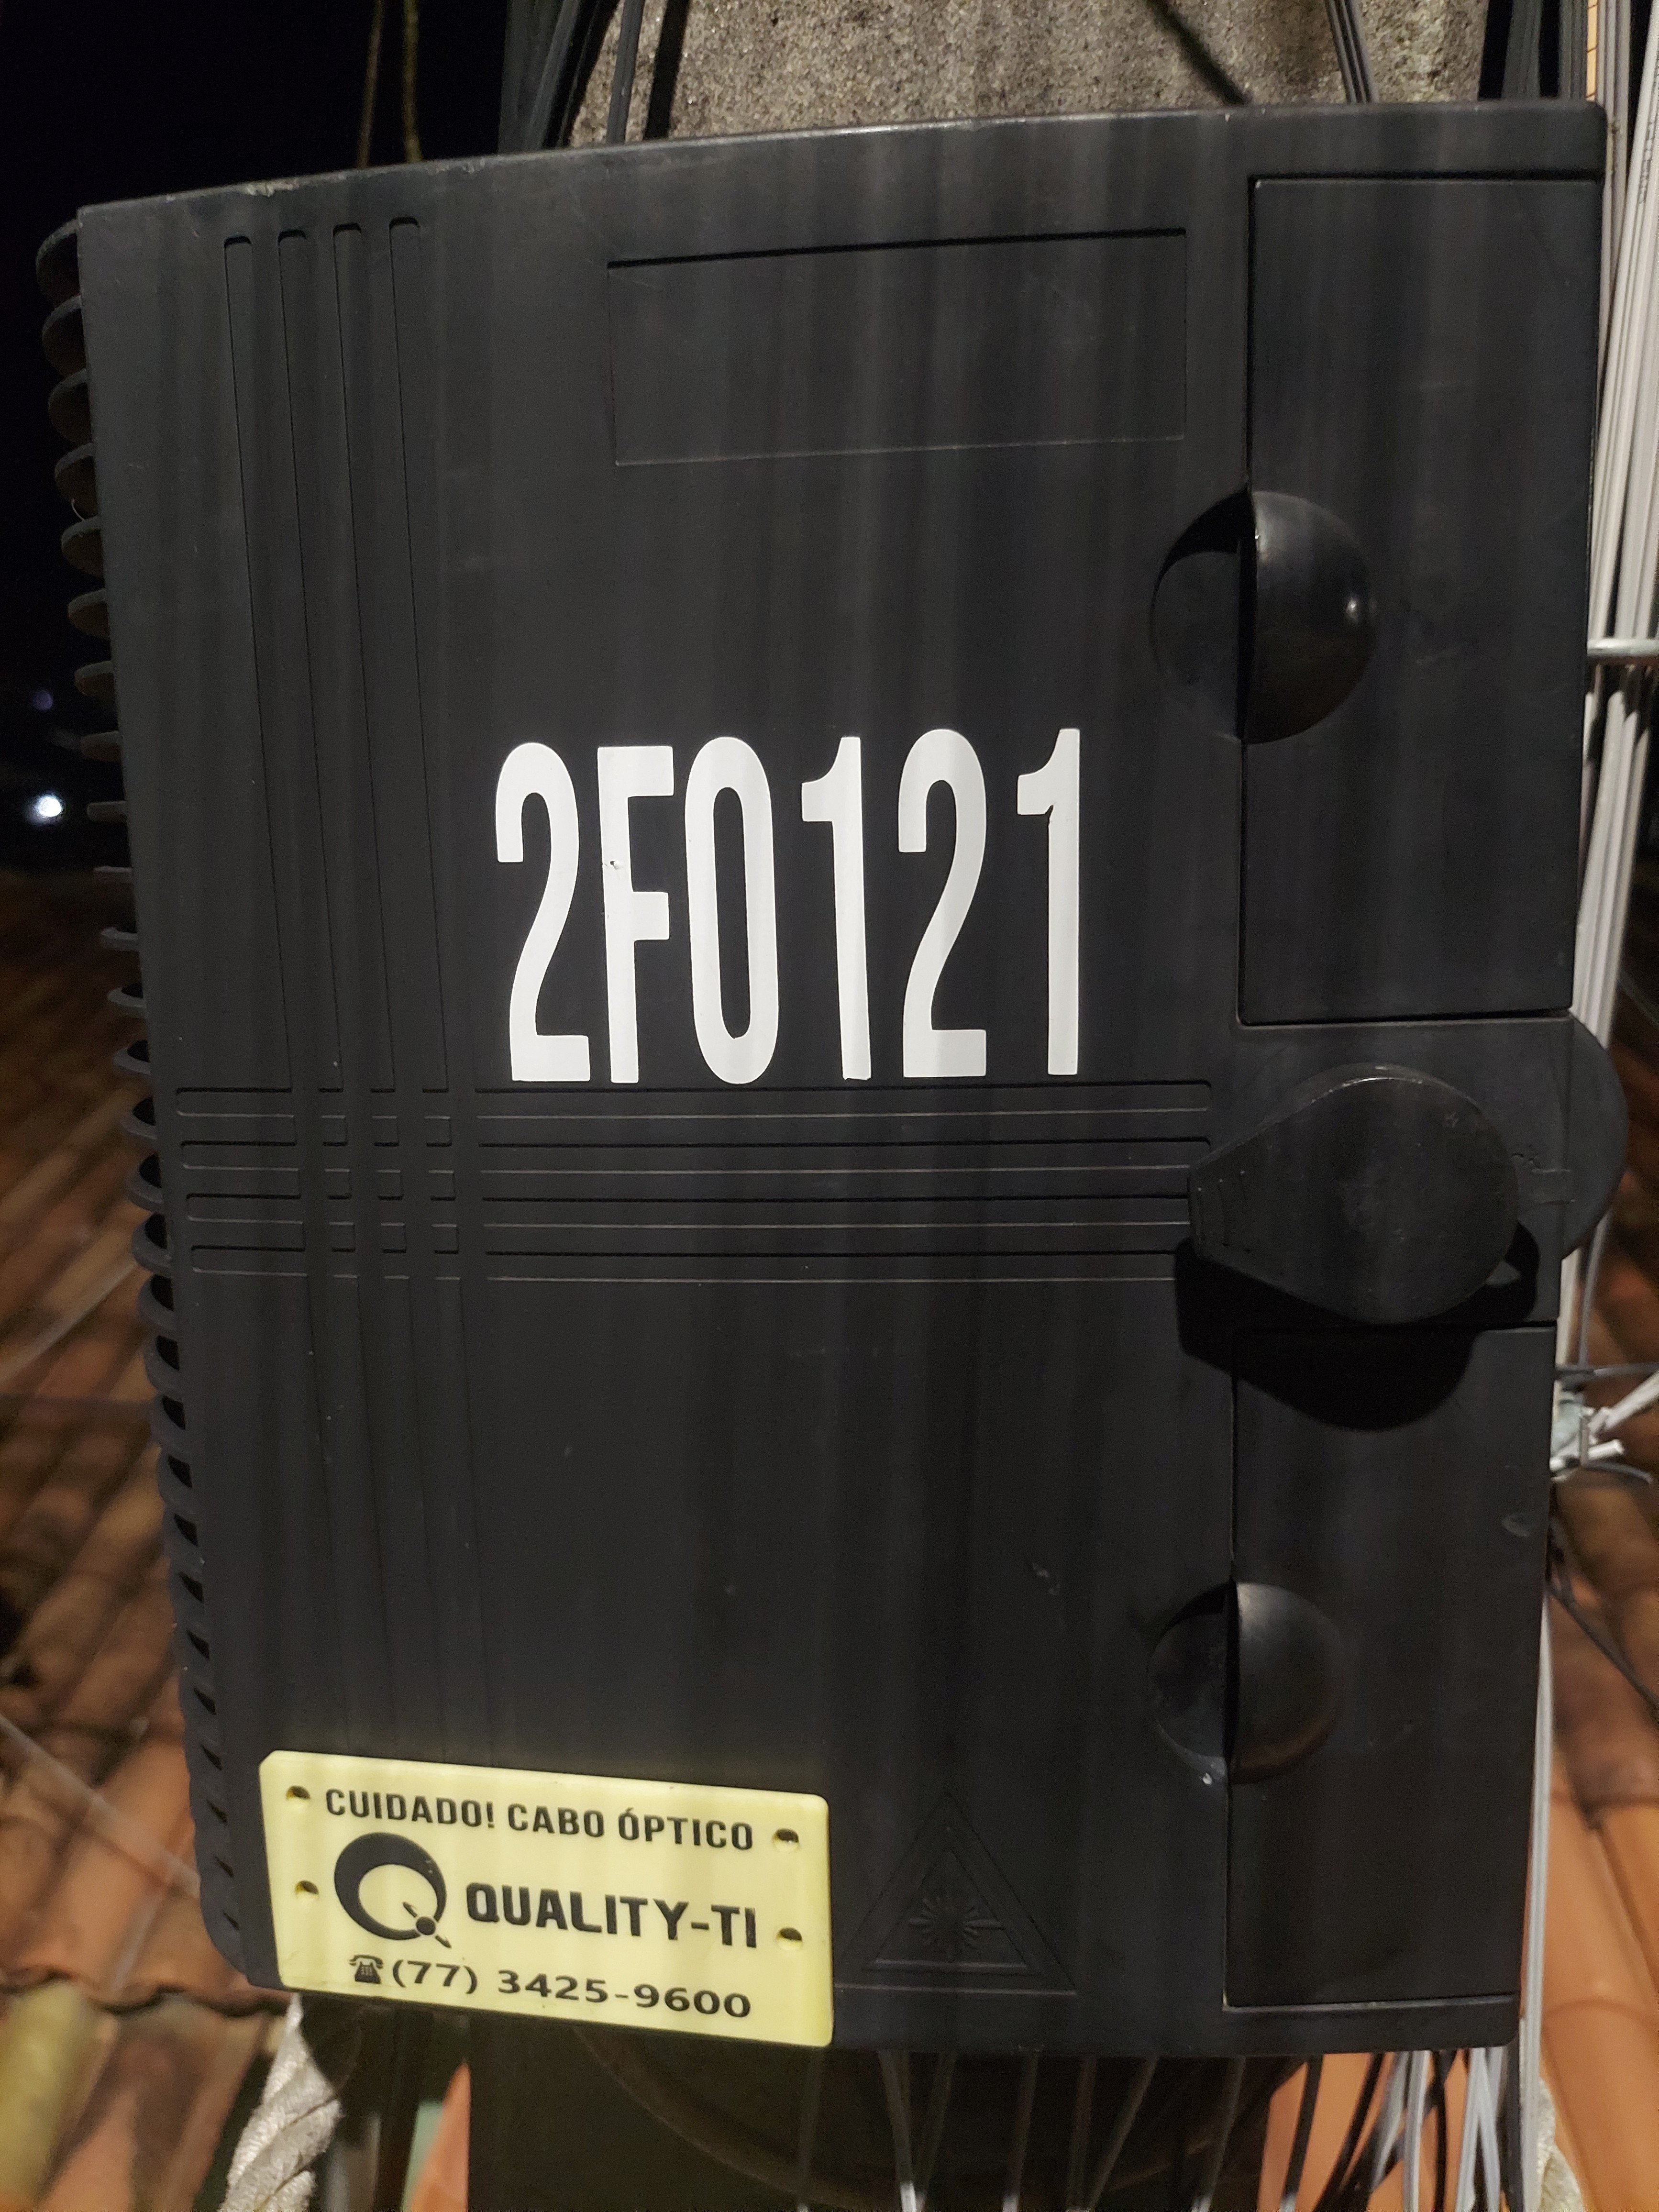 2F0121
CUIDADO! CABO ÓPTICO
QUALITY-TI
(77) 3425-9600